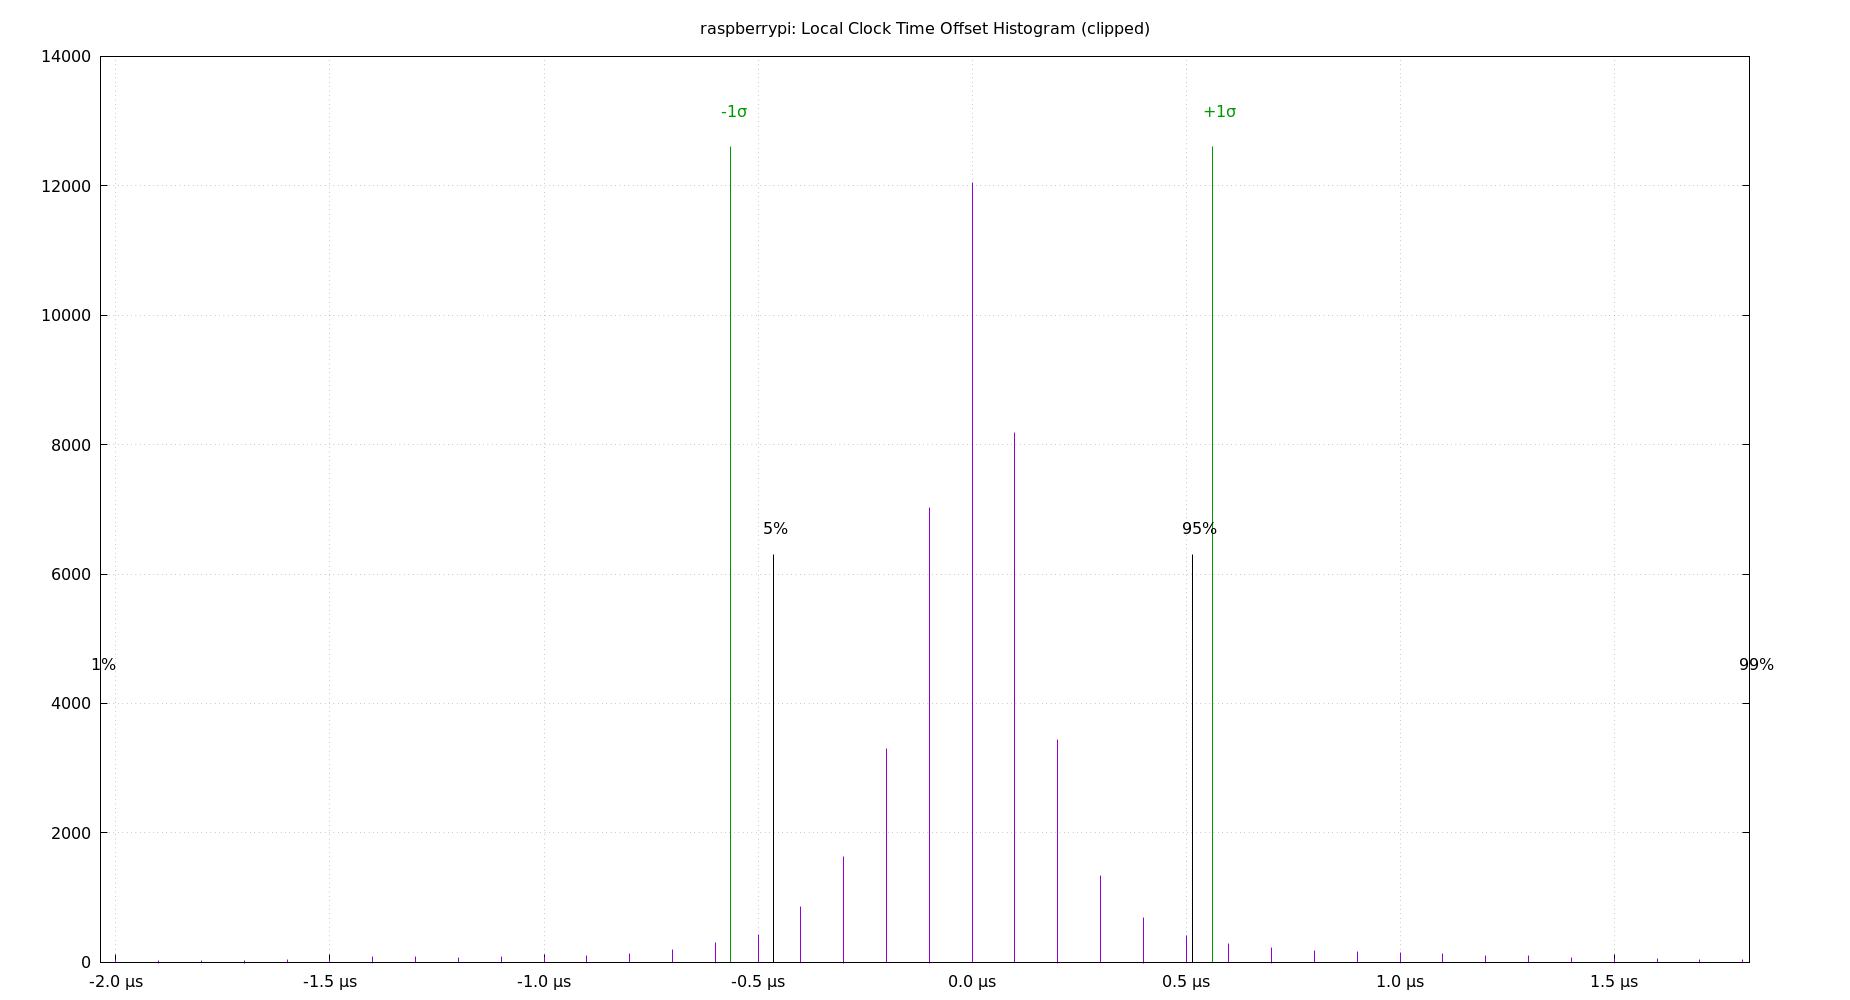 raspberrypi: Local Clock Time Offset Histogram (clipped)
14000
-1σ
+1σ
12000
10000
8000
5%
95%
6000
1%
99%
4000
2000
0
-2.0 µs
-1.5 µs
-1.0 µs
-0.5 µs
0.0 µs
0.5 µs
1.0 µs
1.5 µs